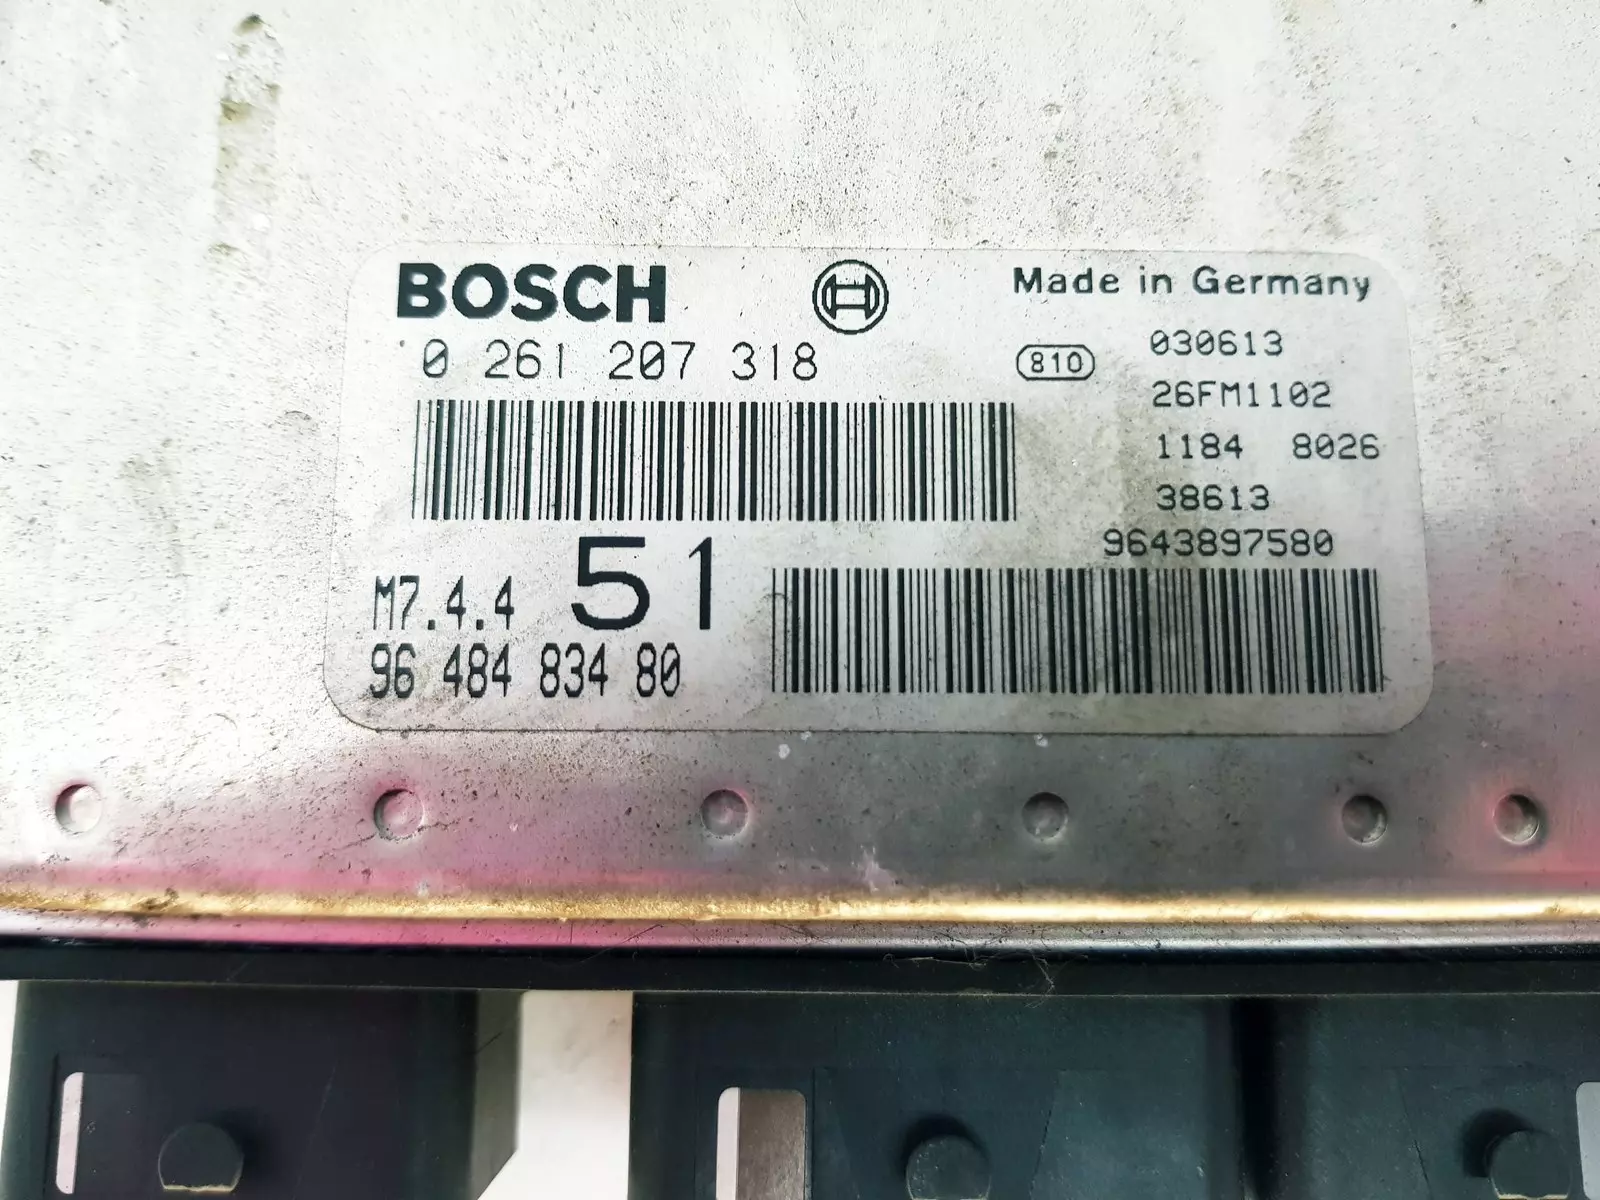 BOSCH
Made in Germany
0 261 207 318
810
030613
26FM1102
1184 8026
38613
9643897580
M7.4.4 51
96 484 834 80